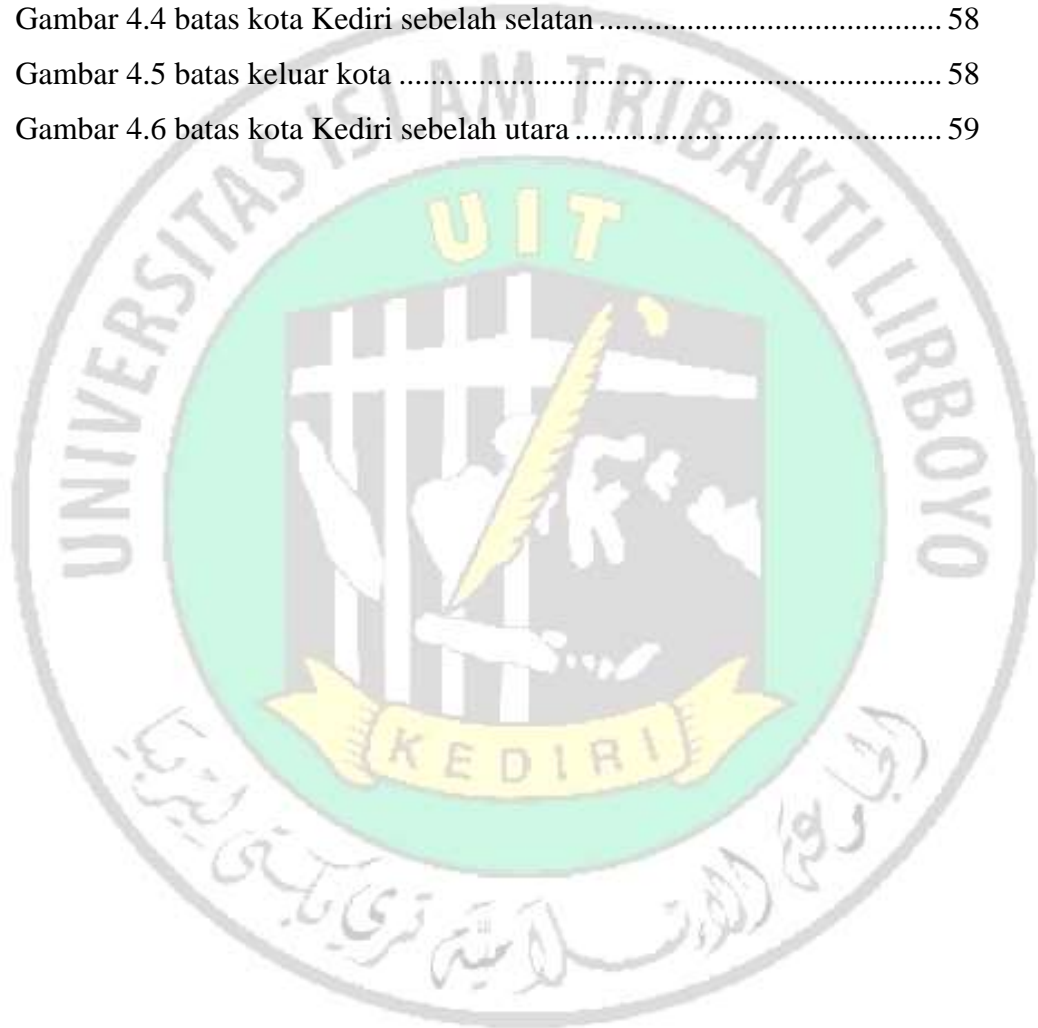 Gambar 4.4 batas kota Kediri sebelah selatan ............................................ 58
Gambar 4.5 batas keluar kota ..................................................................... 58
Gambar 4.6 batas kota Kediri sebelah utara ............................................... 59
UNIVERSITAS ISLAM TRIBAKTI LIRBOYO
UIT
KEDIRI